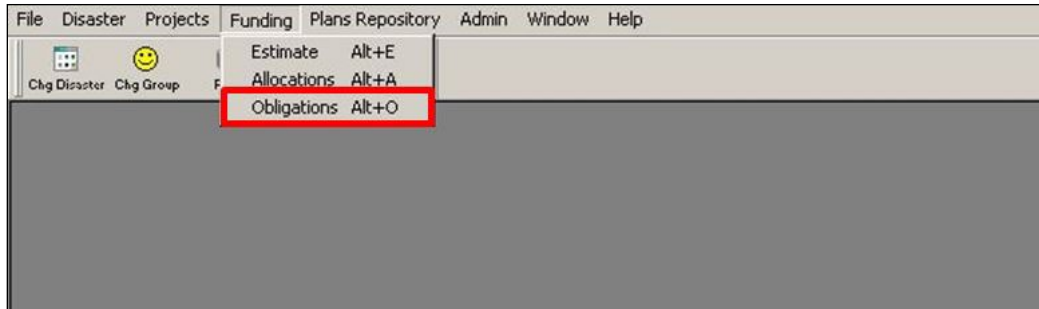 File Disaster Projects Funding Plans Repository Admin Window Help
Estimate Alt+E
Chg Disaster Chg Group
Allocations Alt+A
Obligations Alt+O